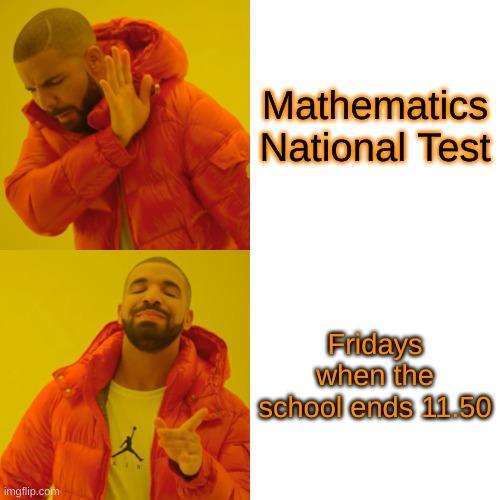 Mathematics
National Test
Fridays
when the
school ends 11.50
imgflip.com